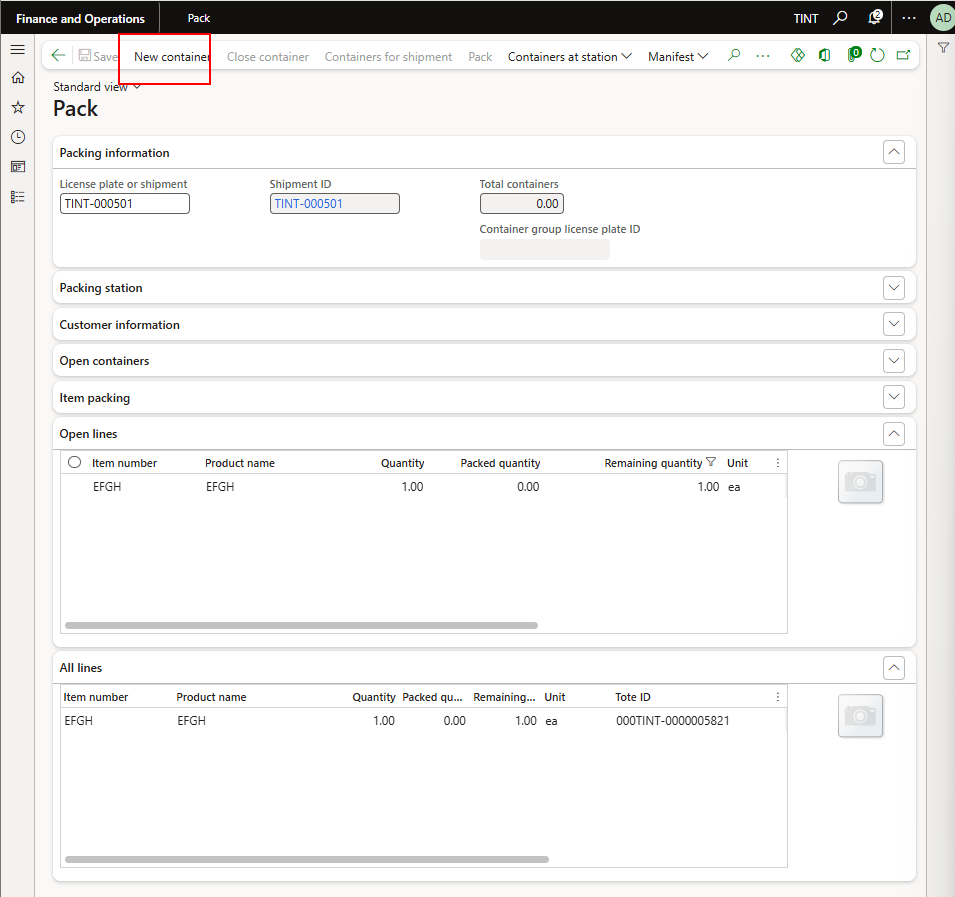 Finance and Operations Pack TINT 2 AD
Save New container Close container Containers for shipment Pack Containers at station Manifest 0
Standard view
Pack
Packing information
License plate or shipment Shipment ID Total containers
TINT-000501 TINT-000501 0.00
Container group license plate ID
Packing station
Customer information
Open containers
Item packing
Open lines
Item number Product name Quantity Packed quantity Remaining quantity Unit
EFGH EFGH 1.00 0.00 1.00 ea
All lines
Item number Product name Quantity Packed qu... Remaining... Unit Tote ID
EFGH EFGH 1.00 0.00 1.00 ea 000TINT-0000005821